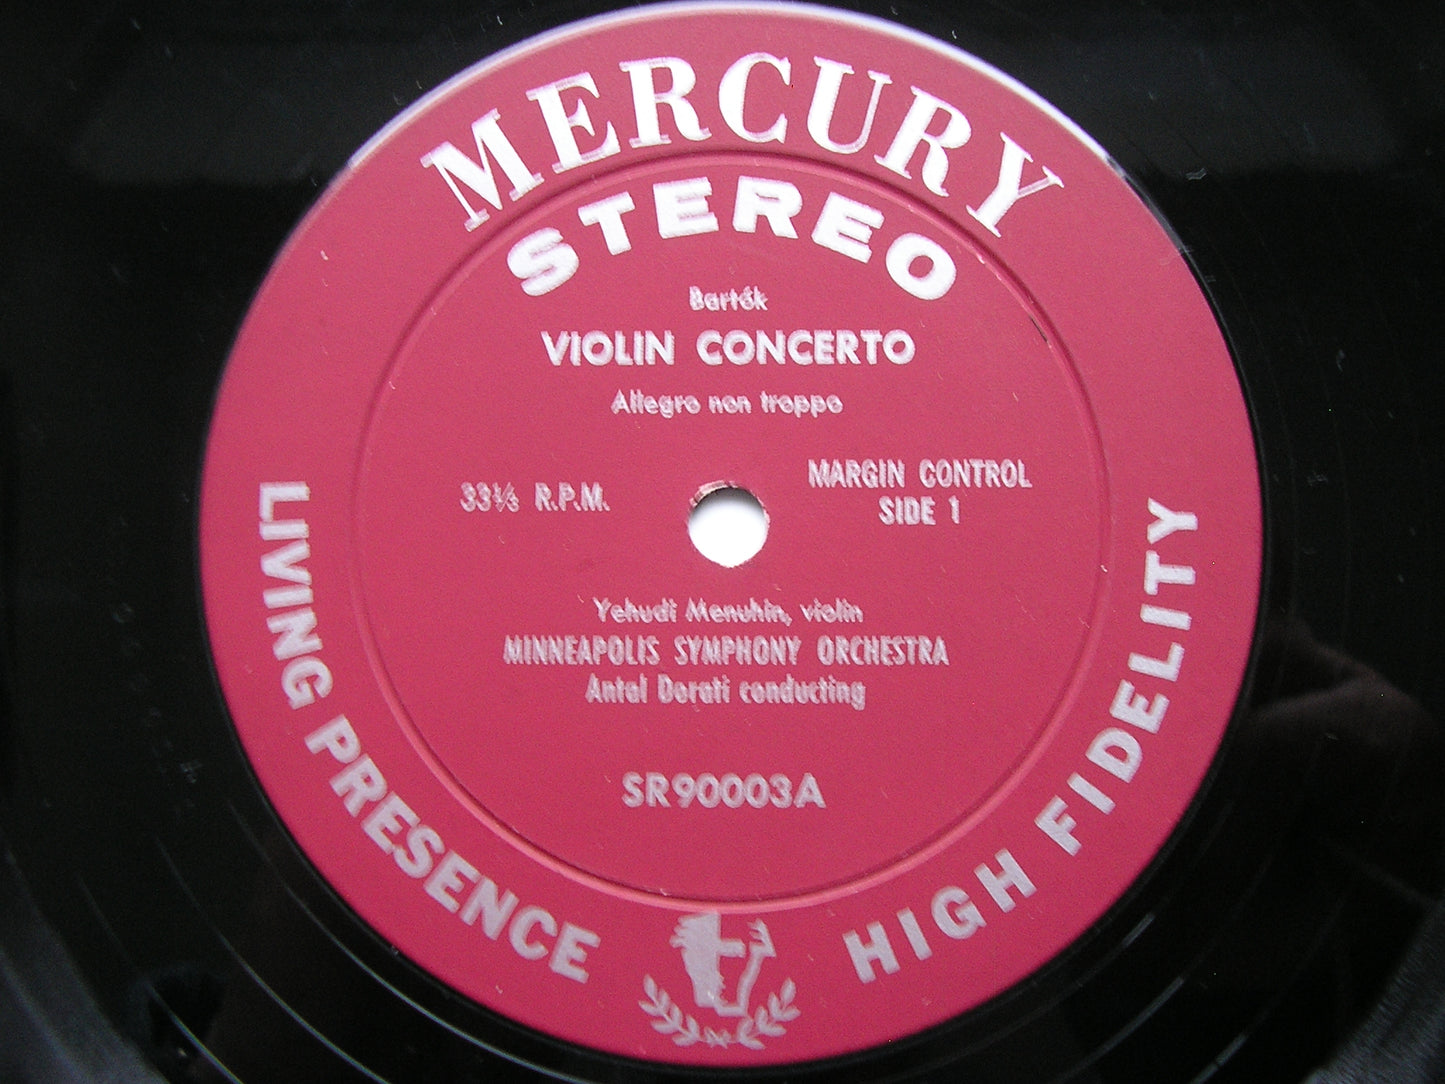 MERCURY
STEREO
Bartók
VIOLIN CONCERTO
Allegro non troppo
33⅓ R.P.M.
MARGIN CONTROL
SIDE 1
Yehudi Menuhin, violin
MINNEAPOLIS SYMPHONY ORCHESTRA
Antal Dorati conducting
SR90003A
LIVING PRESENCE
HIGH FIDELITY